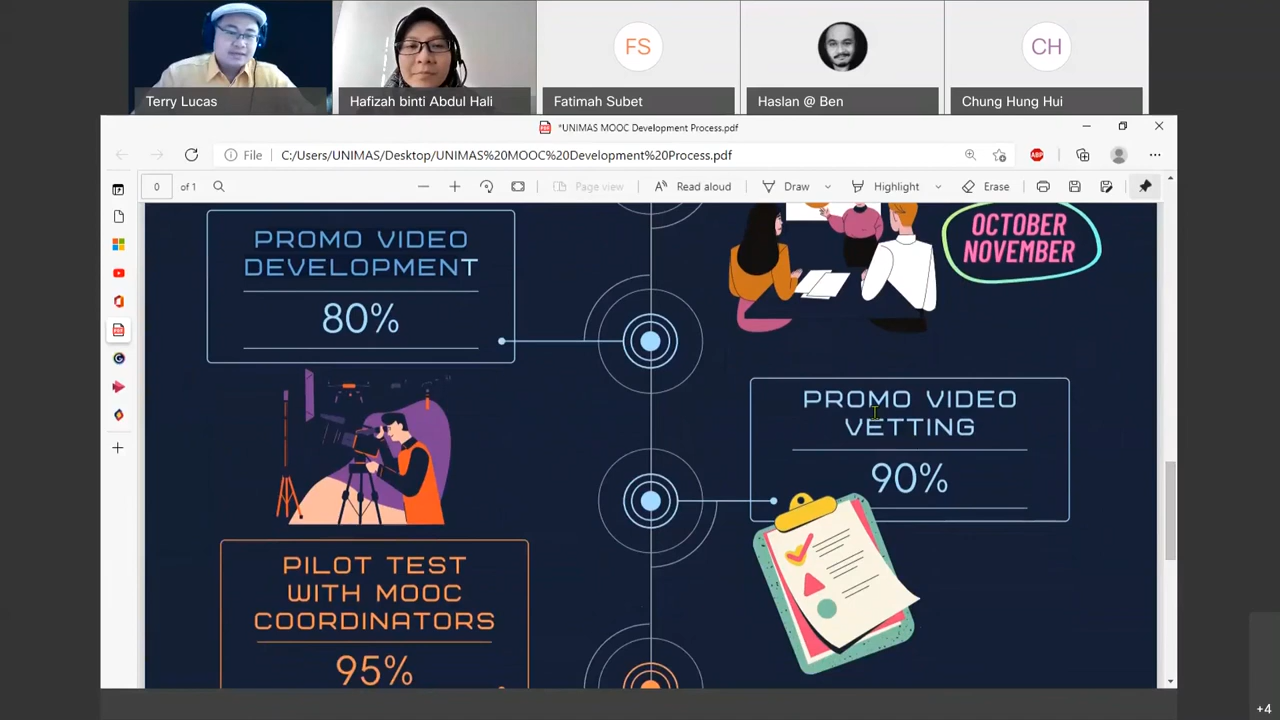 FS
CH
Terry Lucas
Hafizah binti Abdul Hali
Fatimah Subet
Haslan @ Ben
Chung Hung Hui
*UNIMAS MOOC Development Process.pdf
File
C:/Users/UNIMAS/Desktop/UNIMAS%20MOOC%20Development%20Process.pdf
ABP
0 of 1
Page view
Read aloud
Draw
Highlight
Erase
OCTOBER
NOVEMBER
PROMO VIDEO
DEVELOPMENT
80%
PROMO VIDEO
VETTING
90%
PILOT TEST
WITH MOOC
COORDINATORS
95%
+4